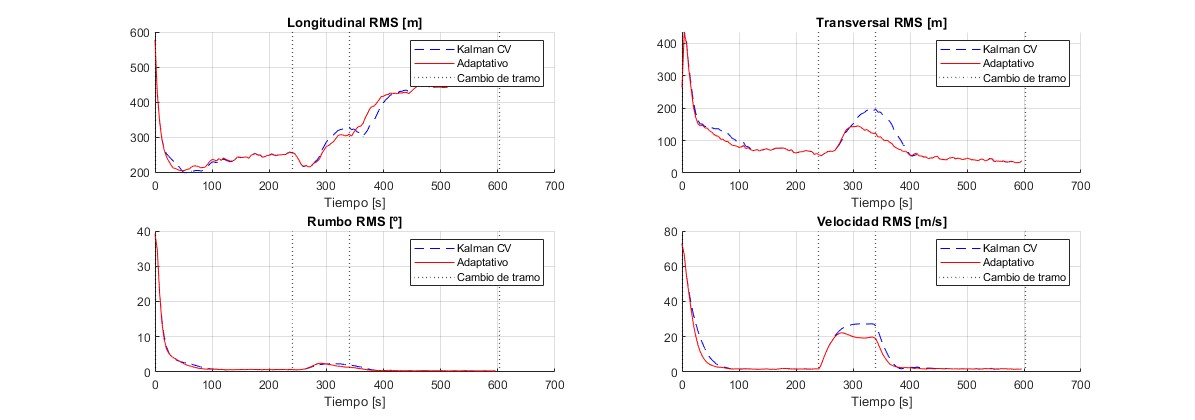 Longitudinal RMS [m]
600
500
400
300
200
0 100 200 300 400 500 600 700
Tiempo [s]
Kalman CV
Adaptativo
Cambio de tramo
Transversal RMS [m]
400
300
200
100
0
0 100 200 300 400 500 600 700
Tiempo [s]
Kalman CV
Adaptativo
Cambio de tramo
Rumbo RMS [º]
40
30
20
10
0
0 100 200 300 400 500 600 700
Tiempo [s]
Kalman CV
Adaptativo
Cambio de tramo
Velocidad RMS [m/s]
80
60
40
20
0
0 100 200 300 400 500 600 700
Tiempo [s]
Kalman CV
Adaptativo
Cambio de tramo